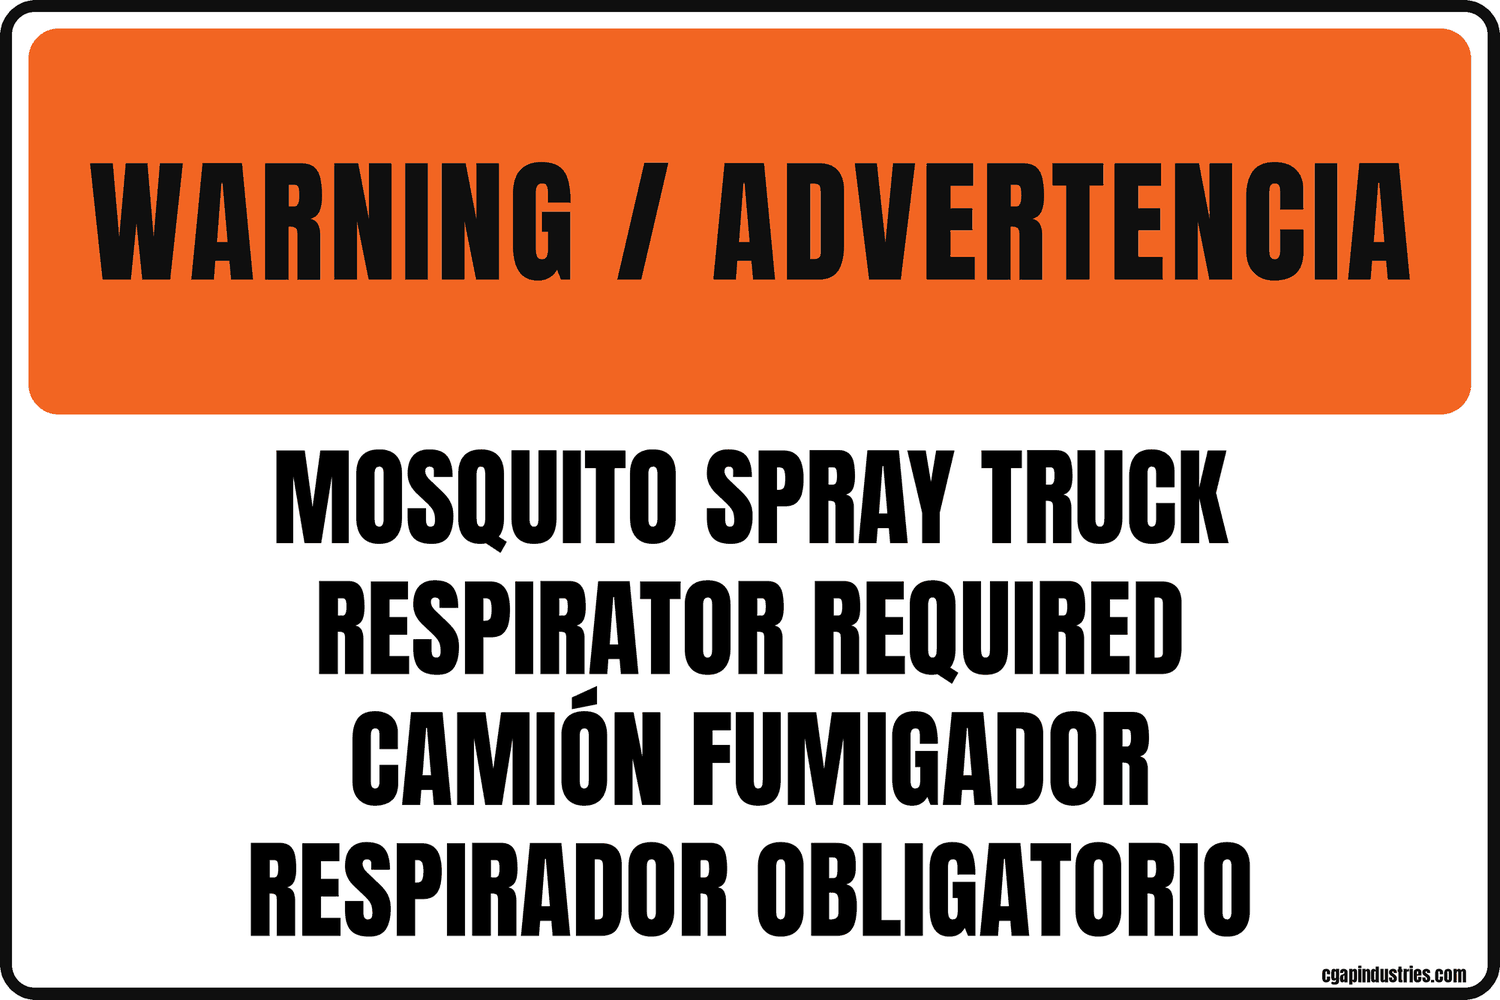 WARNING / ADVERTENCIA
MOSQUITO SPRAY TRUCK
RESPIRATOR REQUIRED
CAMIÓN FUMIGADOR
RESPIRADOR OBLIGATORIO
cgapindustries.com